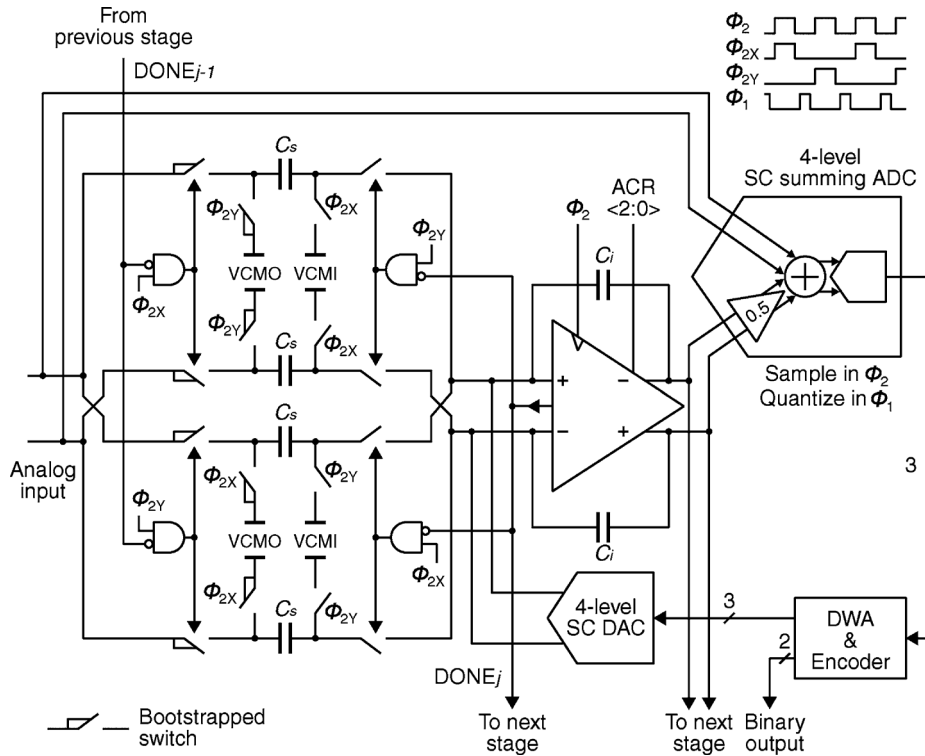 From
previous stage
DONEj-1
Φ2
Φ2X
Φ2Y
Φ1
4-level
SC summing ADC
Cs
Φ2Y
Φ2X
VCMO
VCMI
Φ2X
Φ2Y
Φ2Y
Φ2X
Cs
Φ2
ACR
<2:0>
Ci
+
−
−
+
0.5
+
Sample in Φ2
Quantize in Φ1
3
Analog
input
Cs
Φ2X
Φ2Y
Φ2Y
VCMO
VCMI
Φ2X
Φ2X
Φ2Y
Cs
Ci
4-level
SC DAC
3
2
DWA
&
Encoder
DONEj
Bootstrapped
switch
To next
stage
To next
stage
Binary
output